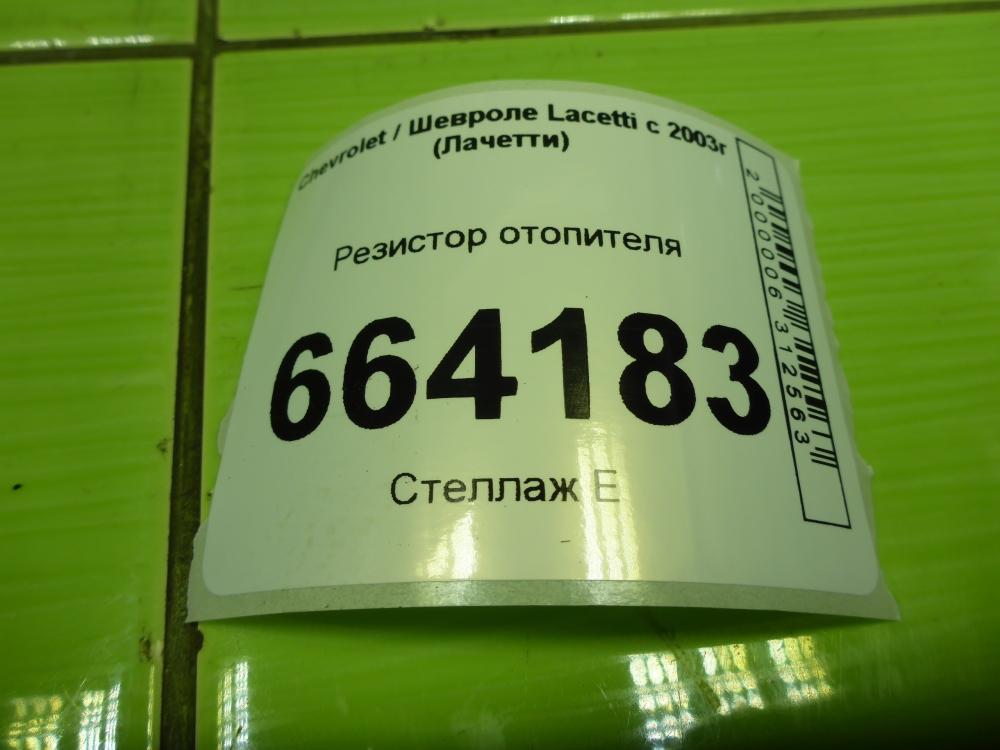 Chevrolet / Шевроле Lacetti с 2003г
(Лачетти)
Резистор отопителя
664183
Стеллаж E
2000006312563